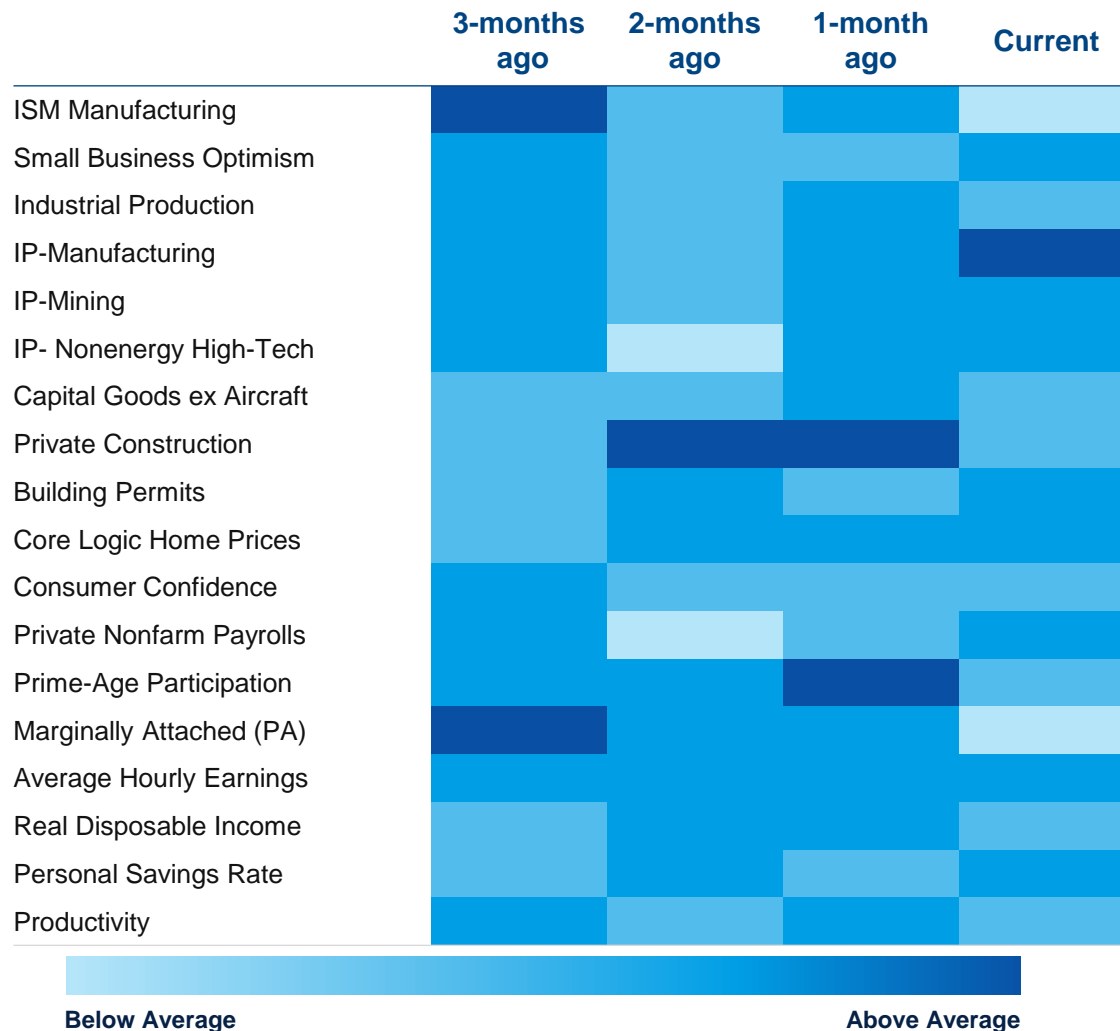 3-months ago 2-months ago 1-month ago Current
ISM Manufacturing
Small Business Optimism
Industrial Production
IP-Manufacturing
IP-Mining
IP- Nonenergy High-Tech
Capital Goods ex Aircraft
Private Construction
Building Permits
Core Logic Home Prices
Consumer Confidence
Private Nonfarm Payrolls
Prime-Age Participation
Marginally Attached (PA)
Average Hourly Earnings
Real Disposable Income
Personal Savings Rate
Productivity
Below Average Above Average